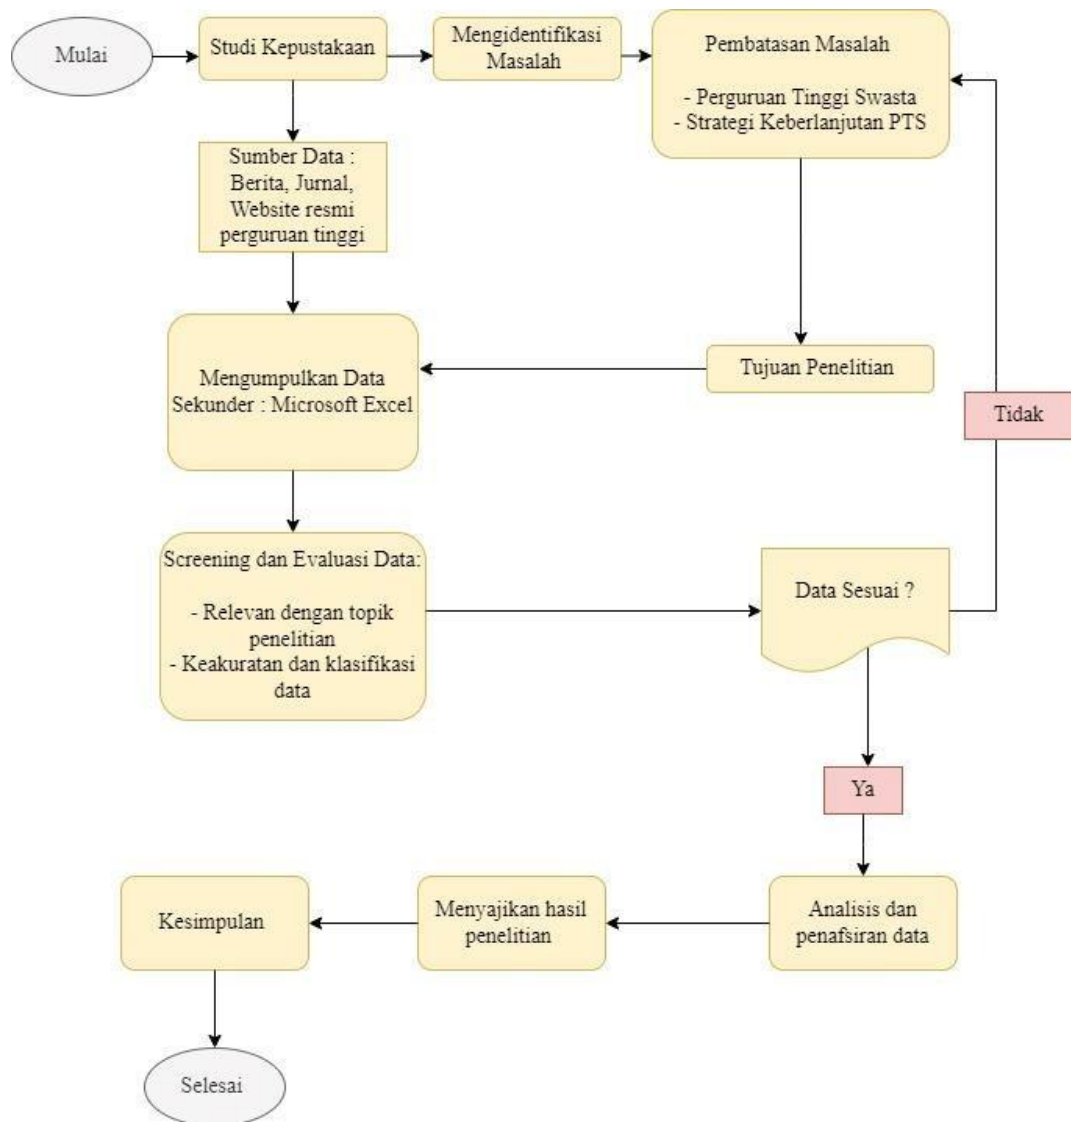 Mulai
Studi Kepustakaan
Mengidentifikasi
Masalah
Pembatasan Masalah
- Perguruan Tinggi Swasta
- Strategi Keberlanjutan PTS
Sumber Data :
Berita, Jurnal,
Website resmi
perguruan tinggi
Mengumpulkan Data
Sekunder : Microsoft Excel
Tujuan Penelitian
Tidak
Screening dan Evaluasi Data:
- Relevan dengan topik
penelitian
- Keakuratan dan klasifikasi
data
Data Sesuai ?
Ya
Analisis dan
penafsiran data
Menyajikan hasil
penelitian
Kesimpulan
Selesai